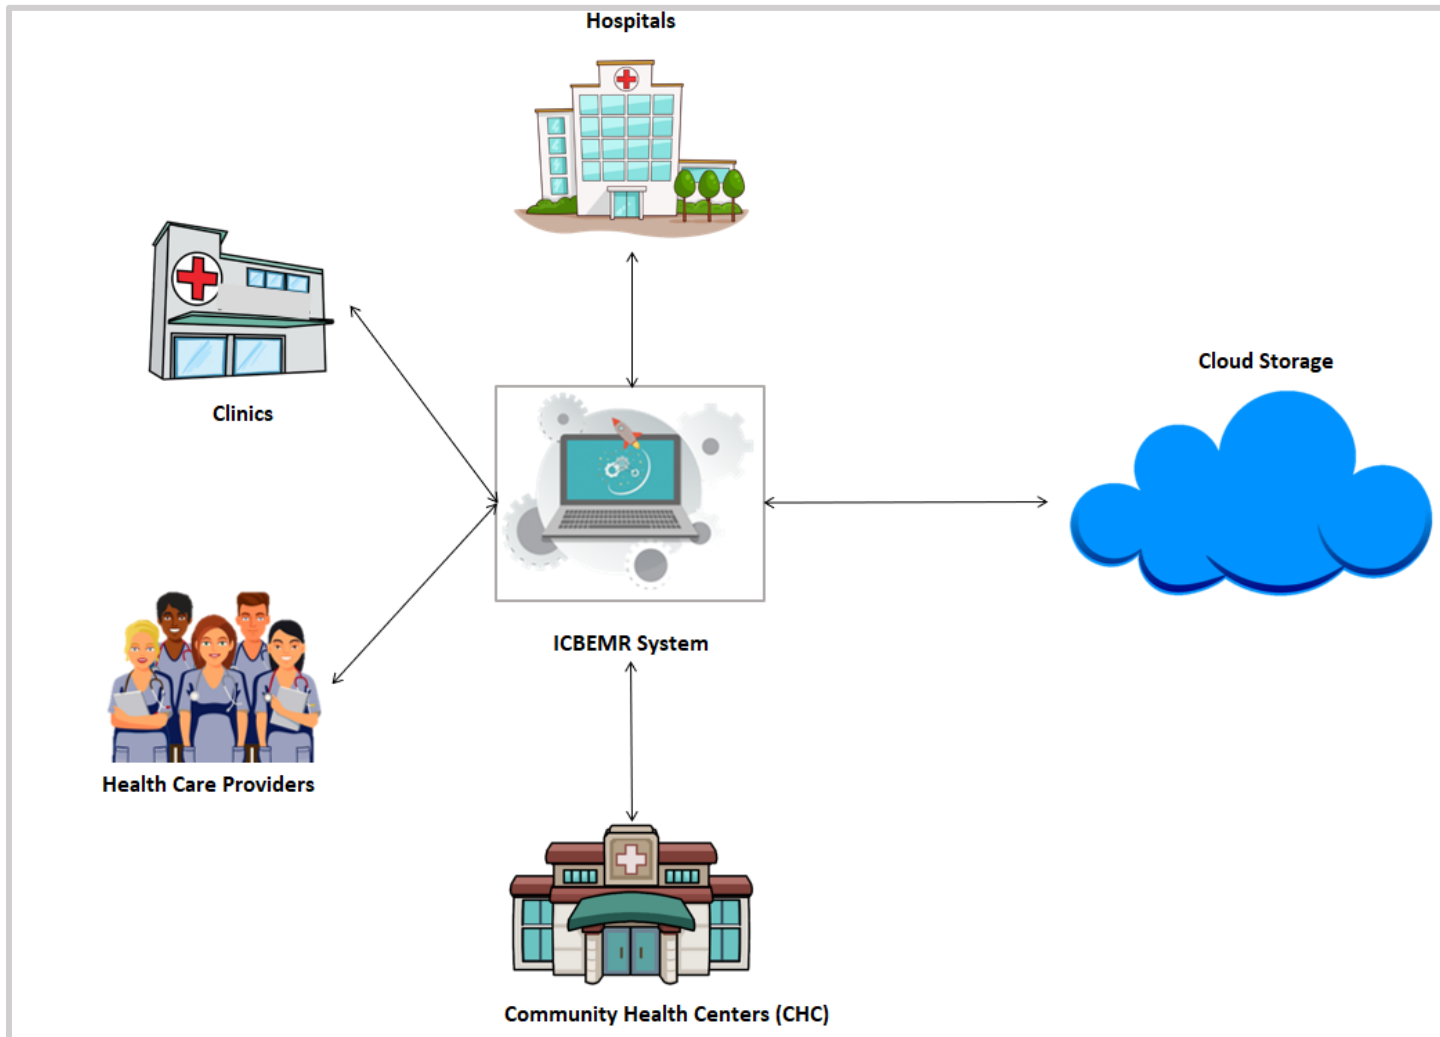 Hospitals
Cloud Storage
Clinics
ICBEMR System
Health Care Providers
Community Health Centers (CHC)